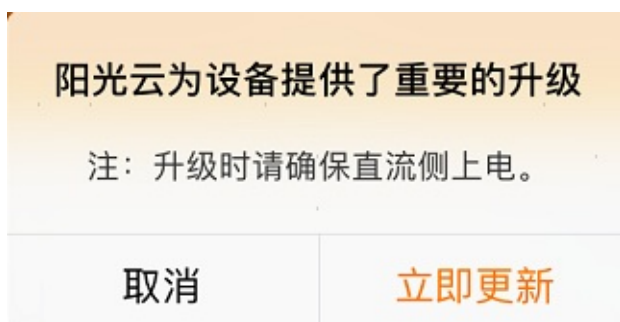 阳光云为设备提供了重要的升级
注：升级时请确保直流侧上电。
取消
立即更新